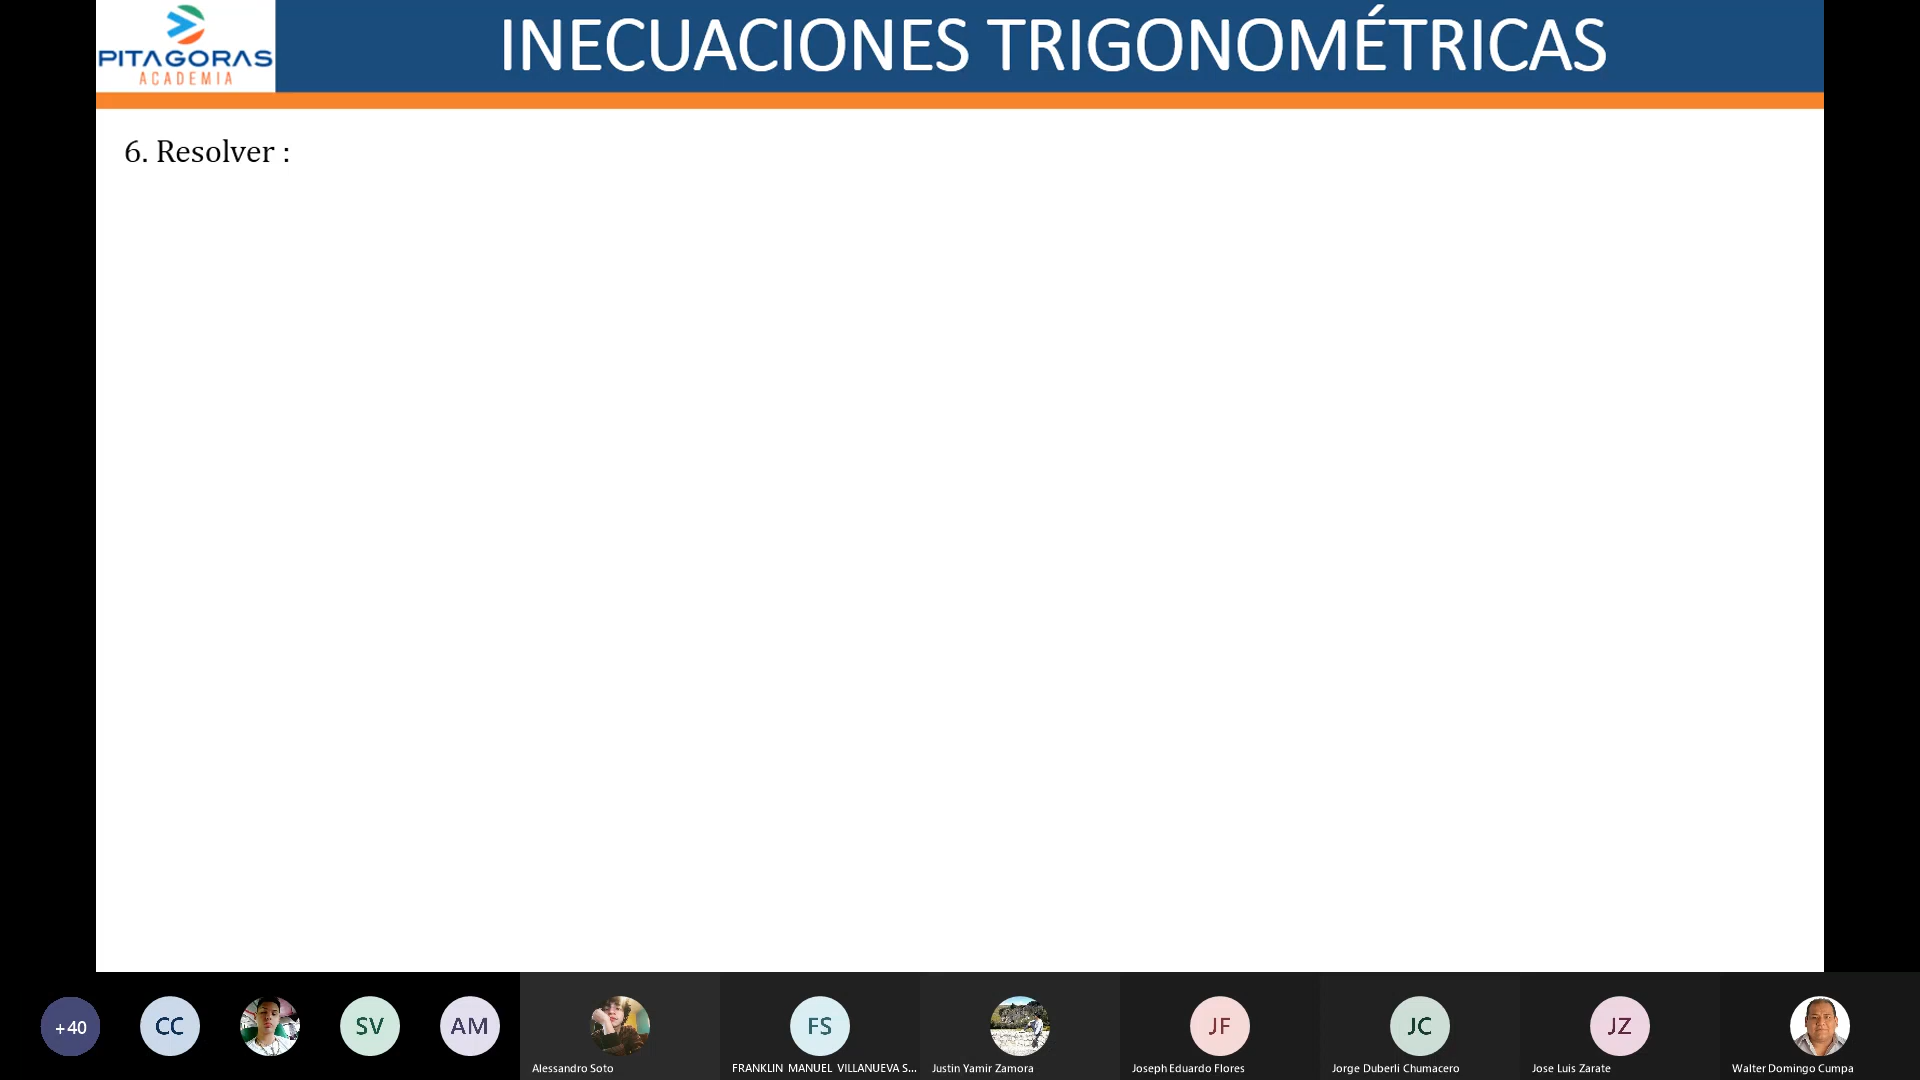 PITAGORAS
ACADEMIA
INECUACIONES TRIGONOMÉTRICAS
6. Resolver :
+40
CC
SV
AM
FS
JF
JC
JZ
Alessandro Soto
FRANKLIN MANUEL VILLANUEVA S...
Justin Yamir Zamora
Joseph Eduardo Flores
Jorge Duberli Chumacero
Jose Luis Zarate
Walter Domingo Cumpa